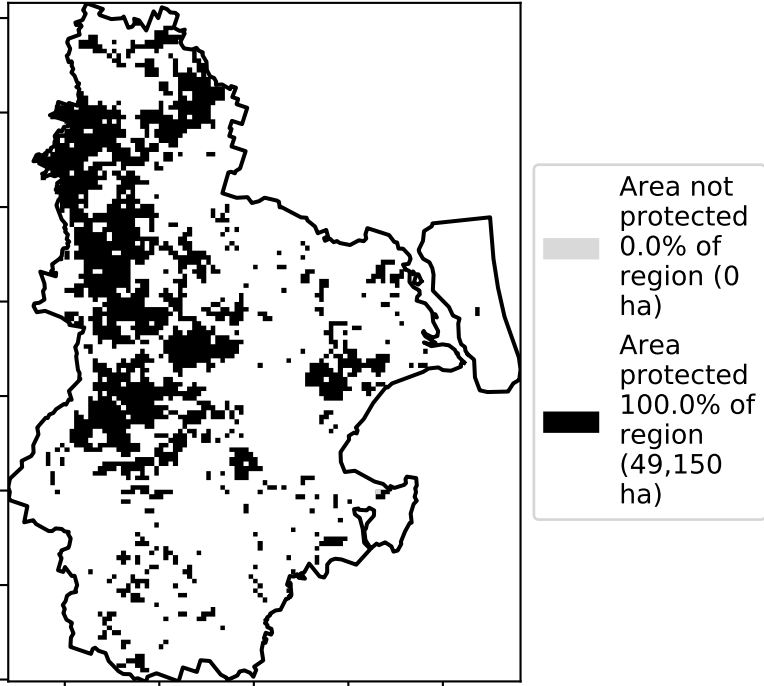 Area not
protected
0.0% of
region (0
ha)
Area
protected
100.0% of
region
(49,150
ha)